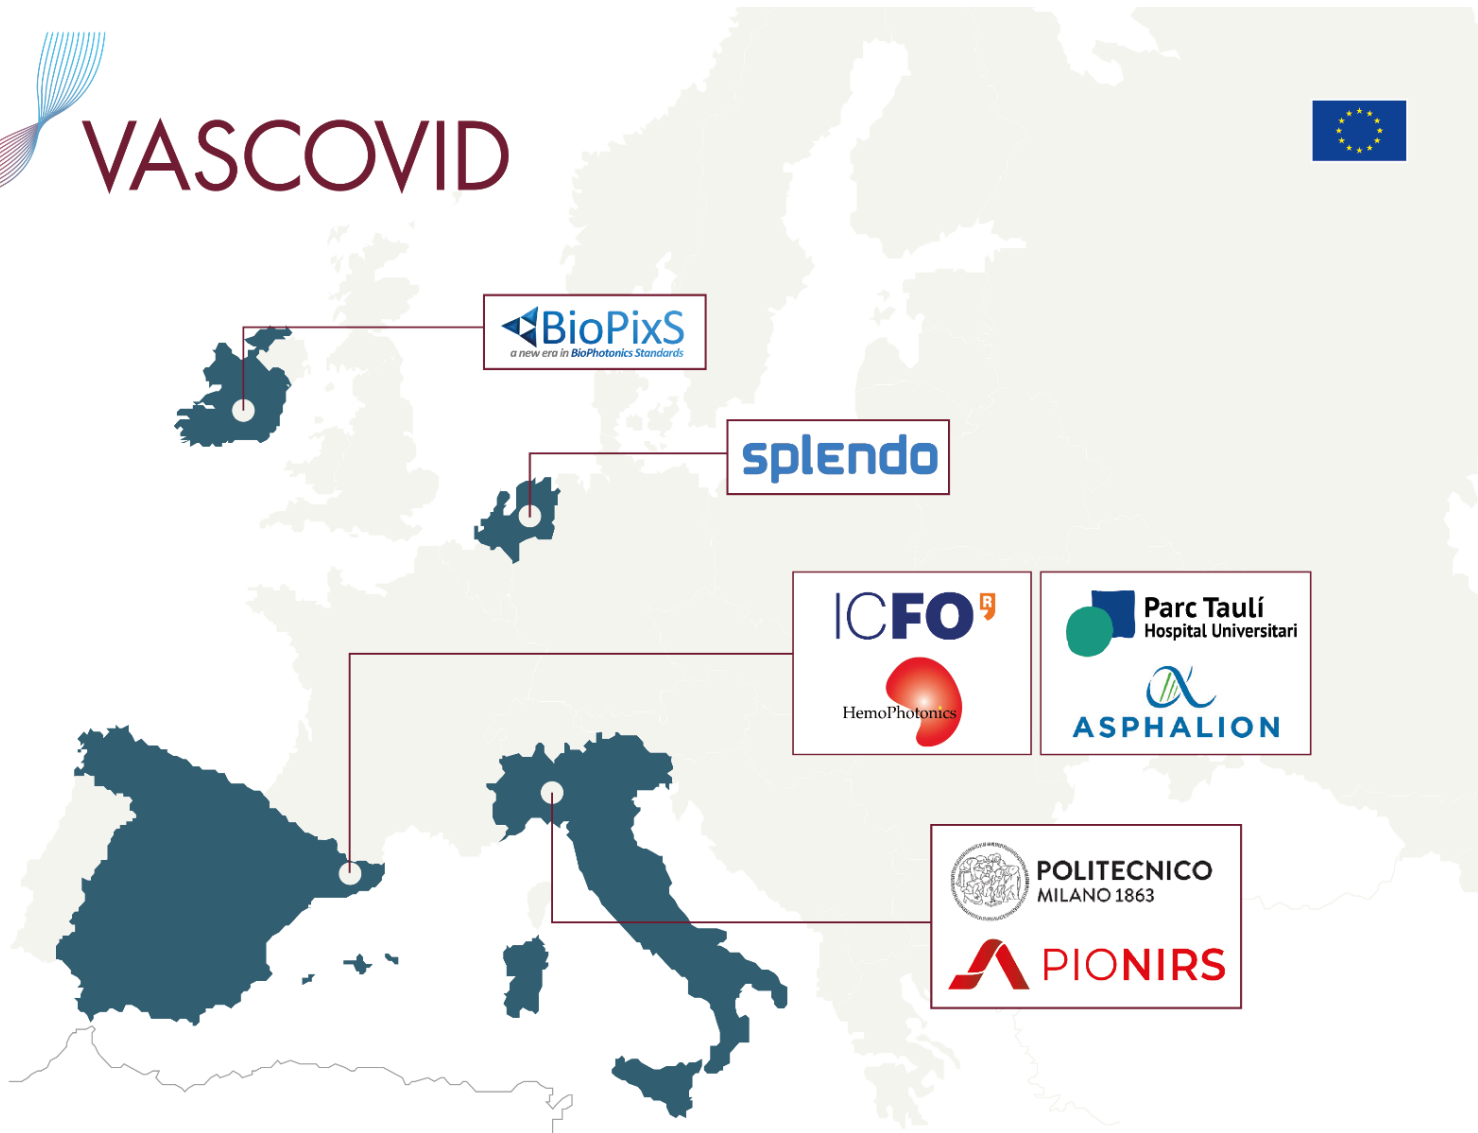 VASCOVID
BioPixS
a new era in BioPhotonics Standards
splendo
ICFO R
HemoPhotonics
Parc Taulí
Hospital Universitari
ASPHALION
POLITECNICO
MILANO 1863
PIONIRS